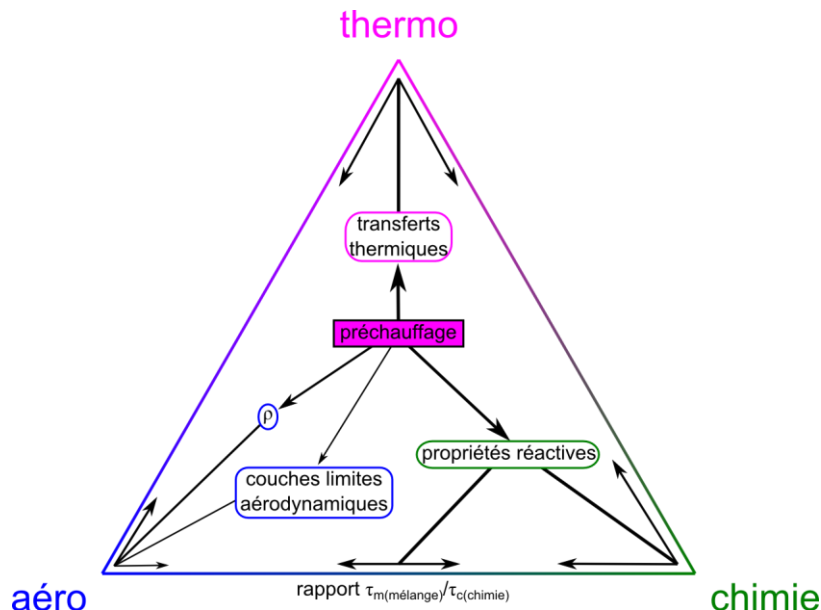 thermo
transferts
thermiques
préchauffage
ρ
propriétés réactives
couches limites
aérodynamiques
rapport τm(mélange)/τc(chimie)
aéro
chimie